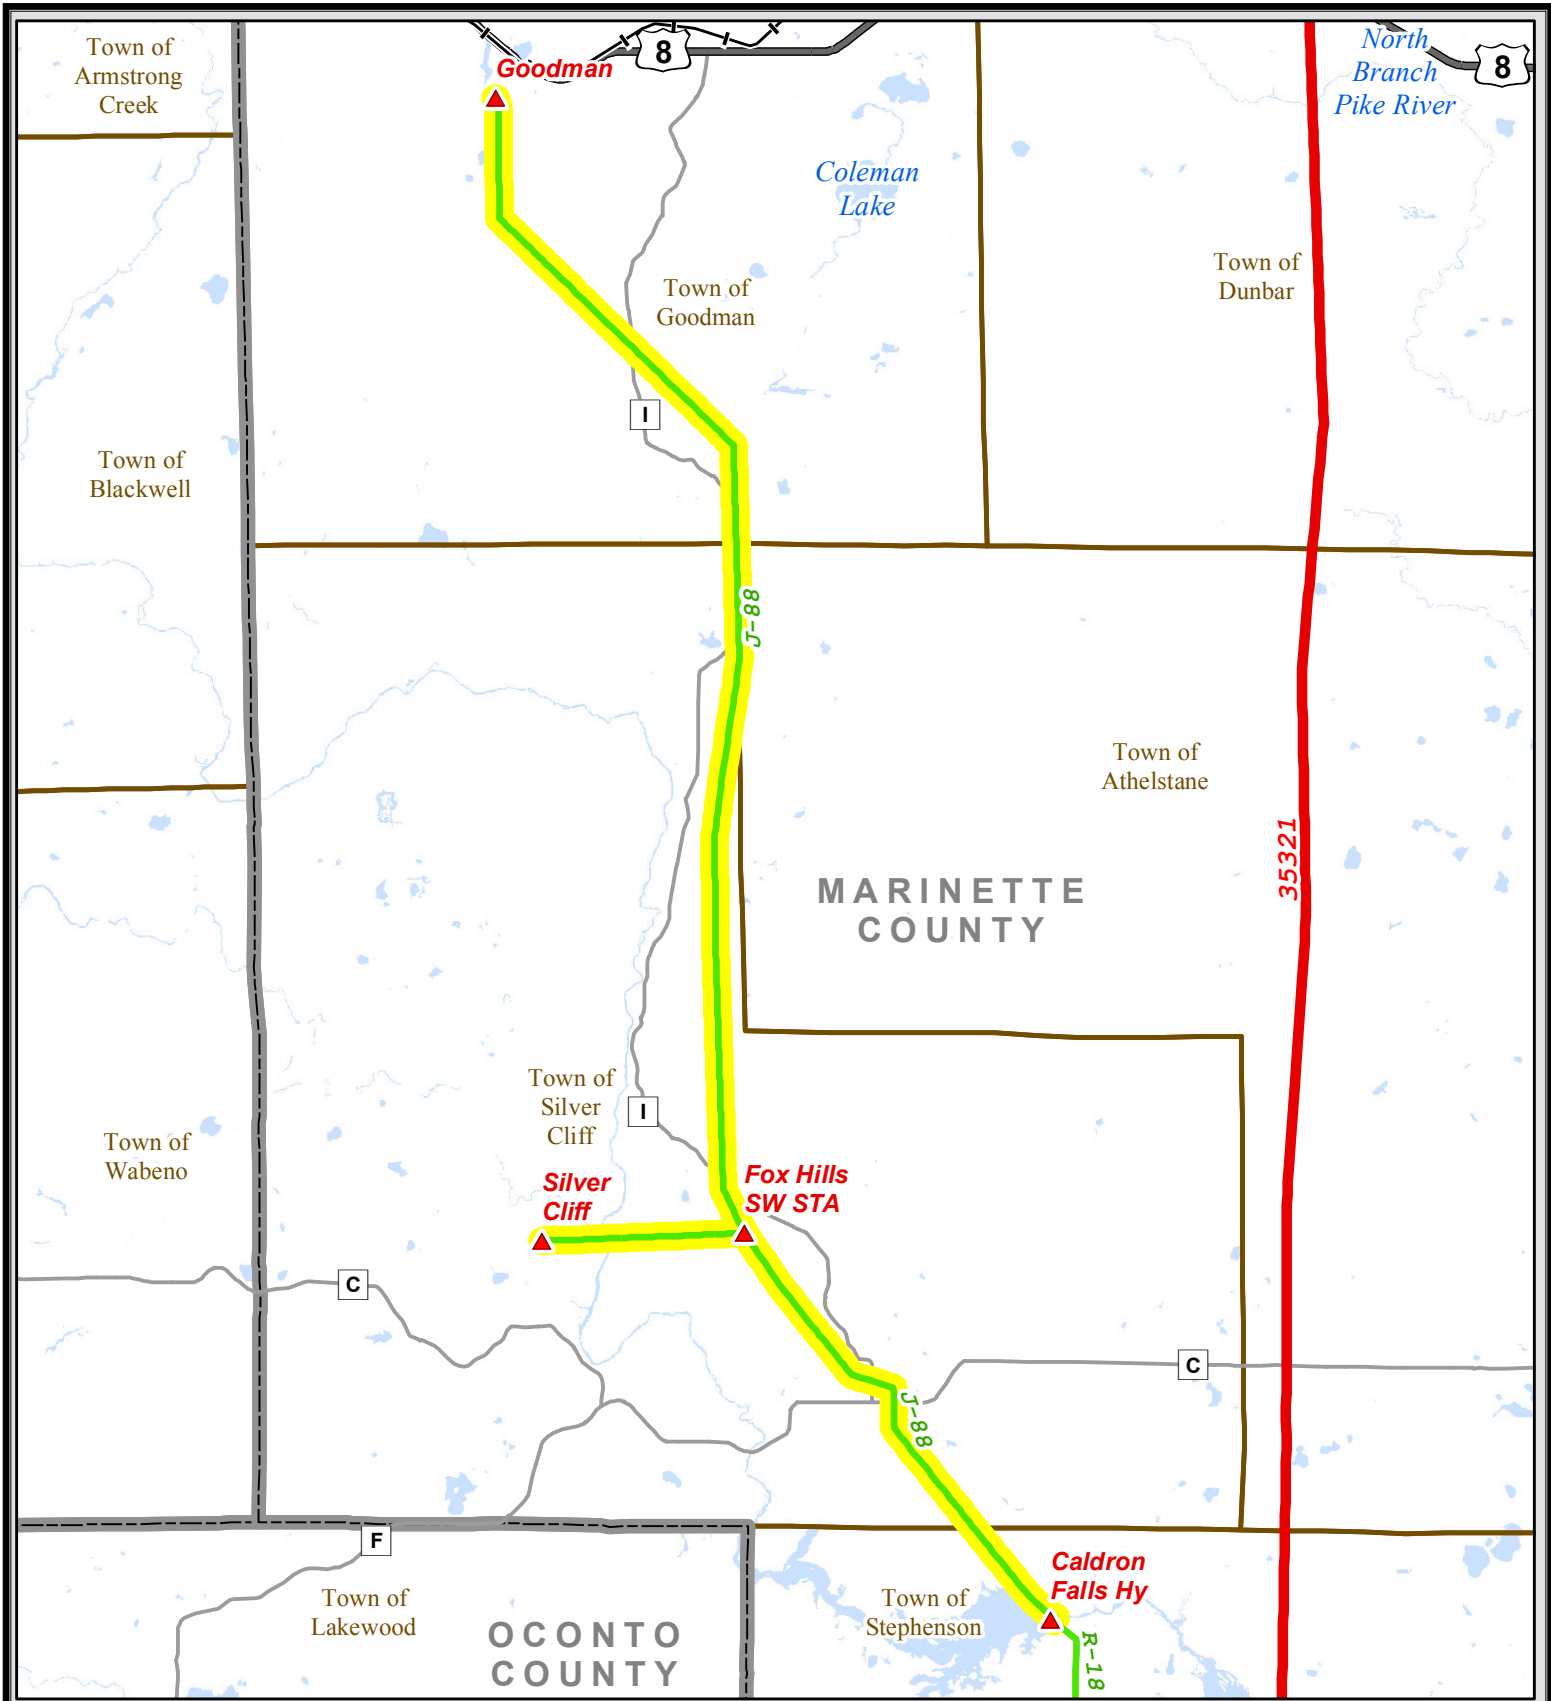 Town of
Armstrong
Creek
8
Goodman
North
Branch
Pike River
8
Coleman
Lake
Town of
Dunbar
Town of
Goodman
I
Town of
Blackwell
J-88
Town of
Athelstane
35321
MARINETTE
COUNTY
Town of
Silver
Cliff
I
Town of
Wabeno
Silver
Cliff
Fox Hills
SW STA
C
C
J-88
F
Town of
Lakewood
OCONTO
COUNTY
Town of
Stephenson
Caldron
Falls Hy
R-18